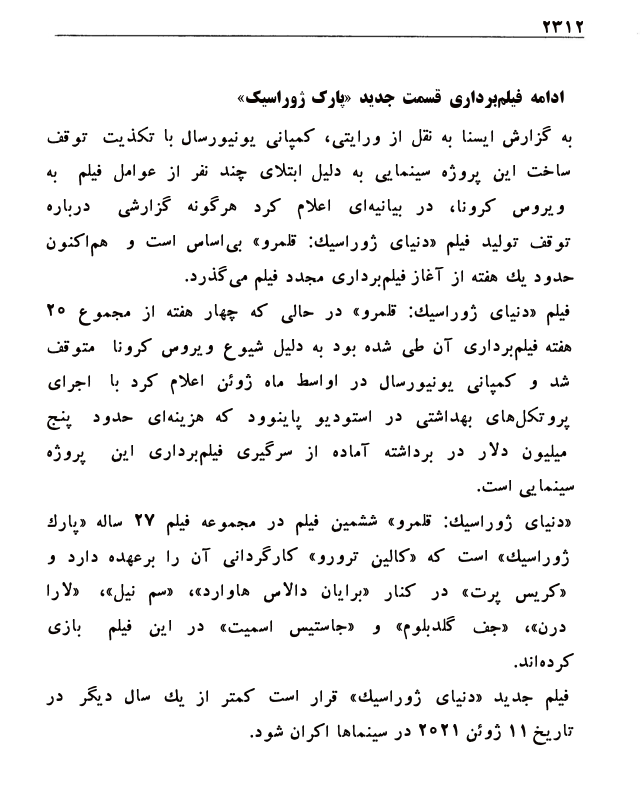 ۲۳۱۲
ادامه فیلم‌برداری قسمت جدید «پارک ژوراسیک»
به گزارش ایسنا به نقل از ورایتی، کمپانی یونیورسال با تکذیت توقف
ساخت این پروژه سینمایی به دلیل ابتلای چند نفر از عوامل فیلم به
ویروس کرونا، در بیانیه‌ای اعلام کرد هرگونه گزارشی درباره
توقف تولید فیلم «دنیای ژوراسیك: قلمرو» بی‌اساس است و هم‌اکنون
حدود یك هفته از آغاز فیلم‌برداری مجدد فیلم می‌گذرد.
فیلم «دنیای ژوراسیك: قلمرو» در حالی که چهار هفته از مجموع ۲۰
هفته فیلم‌برداری آن طی شده بود به دلیل شیوع ویروس کرونا متوقف
شد و کمپانی یونیورسال در اواسط ماه ژوئن اعلام کرد با اجرای
پروتکل‌های بهداشتی در استودیو پاینوود که هزینه‌ای حدود پنج
میلیون دلار در برداشته آماده از سرگیری فیلم‌برداری این پروژه
سینمایی است.
«دنیای ژوراسیك: قلمرو» ششمین فیلم در مجموعه فیلم ۲۷ ساله «پارك
ژوراسیك» است که «کالین ترورو» کارگردانی آن را برعهده دارد و
«کریس پرت» در کنار «برایان دالاس هاوارد»، «سم نیل»، «لارا
درن»، «جف گلدبلوم» و «جاستیس اسمیت» در این فیلم بازی
کرده‌اند.
فیلم جدید «دنیای ژوراسیك» قرار است کمتر از یك سال دیگر در
تاریخ ۱۱ ژوئن ۲۰۲۱ در سینماها اکران شود.